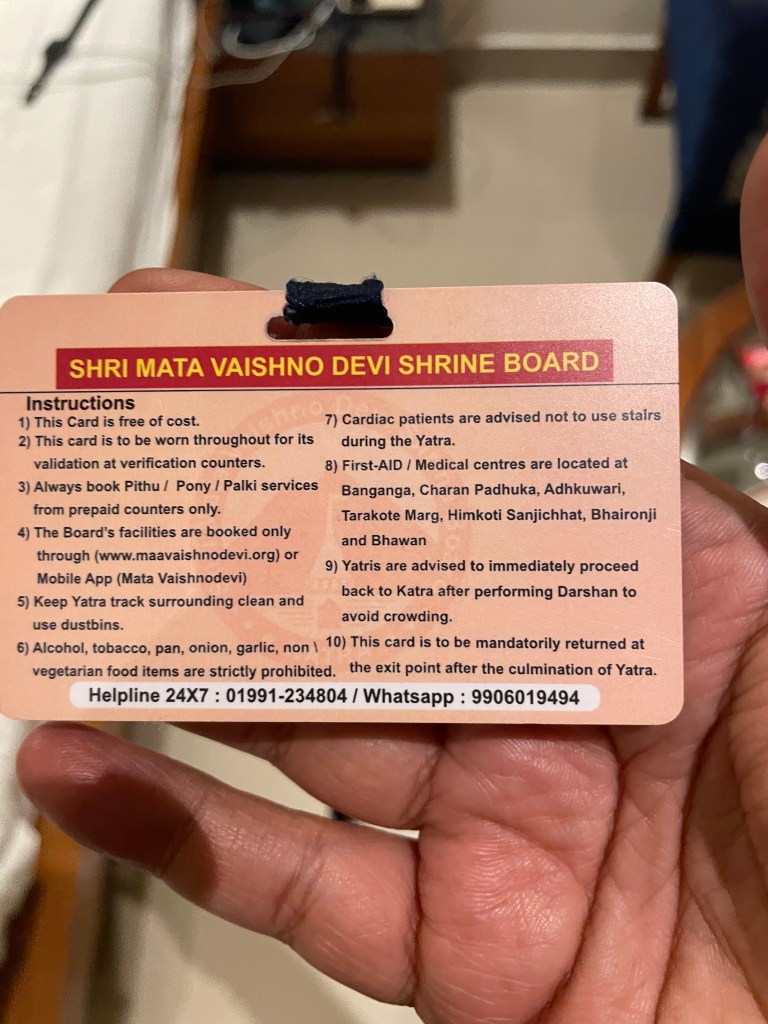 SHRI MATA VAISHNO DEVI SHRINE BOARD
Instructions
1) This Card is free of cost.
2) This card is to be worn throughout for its
validation at verification counters.
3) Always book Pithu / Pony / Palki services
from prepaid counters only.
4) The Board's facilities are booked only
through (www.maavaishnodevi.org) or
Mobile App (Mata Vaishnodevi)
5) Keep Yatra track surrounding clean and
use dustbins.
6) Alcohol, tobacco, pan, onion, garlic, non \
vegetarian food items are strictly prohibited.
7) Cardiac patients are advised not to use stairs
during the Yatra.
8) First-AID / Medical centres are located at
Banganga, Charan Padhuka, Adhkuwari,
Tarakote Marg, Himkoti Sanjichhat, Bhaironji
and Bhawan
9) Yatris are advised to immediately proceed
back to Katra after performing Darshan to
avoid crowding.
10) This card is to be mandatorily returned at
the exit point after the culmination of Yatra.
Helpline 24X7 : 01991-234804 / Whatsapp : 9906019494